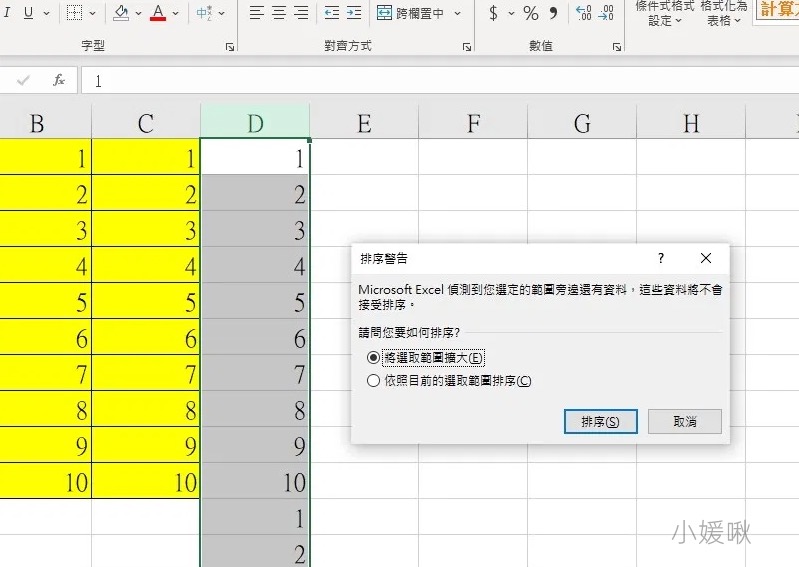 I U A 中文 跨欄置中 $ % 9 .00 .00 條件式格式 格式化為 計算
設定 表格
字型 對齊方式 數值
fx 1
B C D E F G H
1 1 1
2 2 2
3 3 3
4 4 4
5 5 5
6 6 6
7 7 7
8 8 8
9 9 9
10 10 10
1
2
排序警告 ? ×
Microsoft Excel 偵測到您選定的範圍旁邊還有資料，這些資料將不會
接受排序。
請問您要如何排序?
將選取範圍擴大(E)
依照目前的選取範圍排序(C)
排序(S) 取消
小媛啾